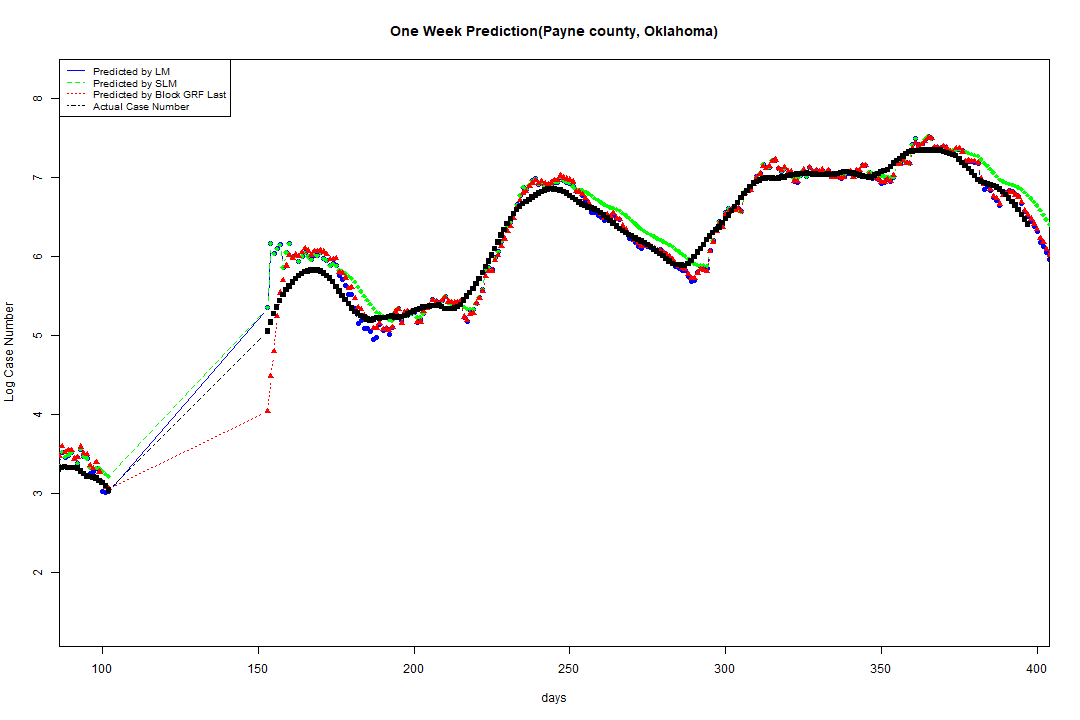 One Week Prediction(Payne county, Oklahoma)
Predicted by LM
Predicted by SLM
Predicted by Block GRF Last
Actual Case Number
8
7
6
5
4
3
2
Log Case Number
100 150 200 250 300 350 400
days